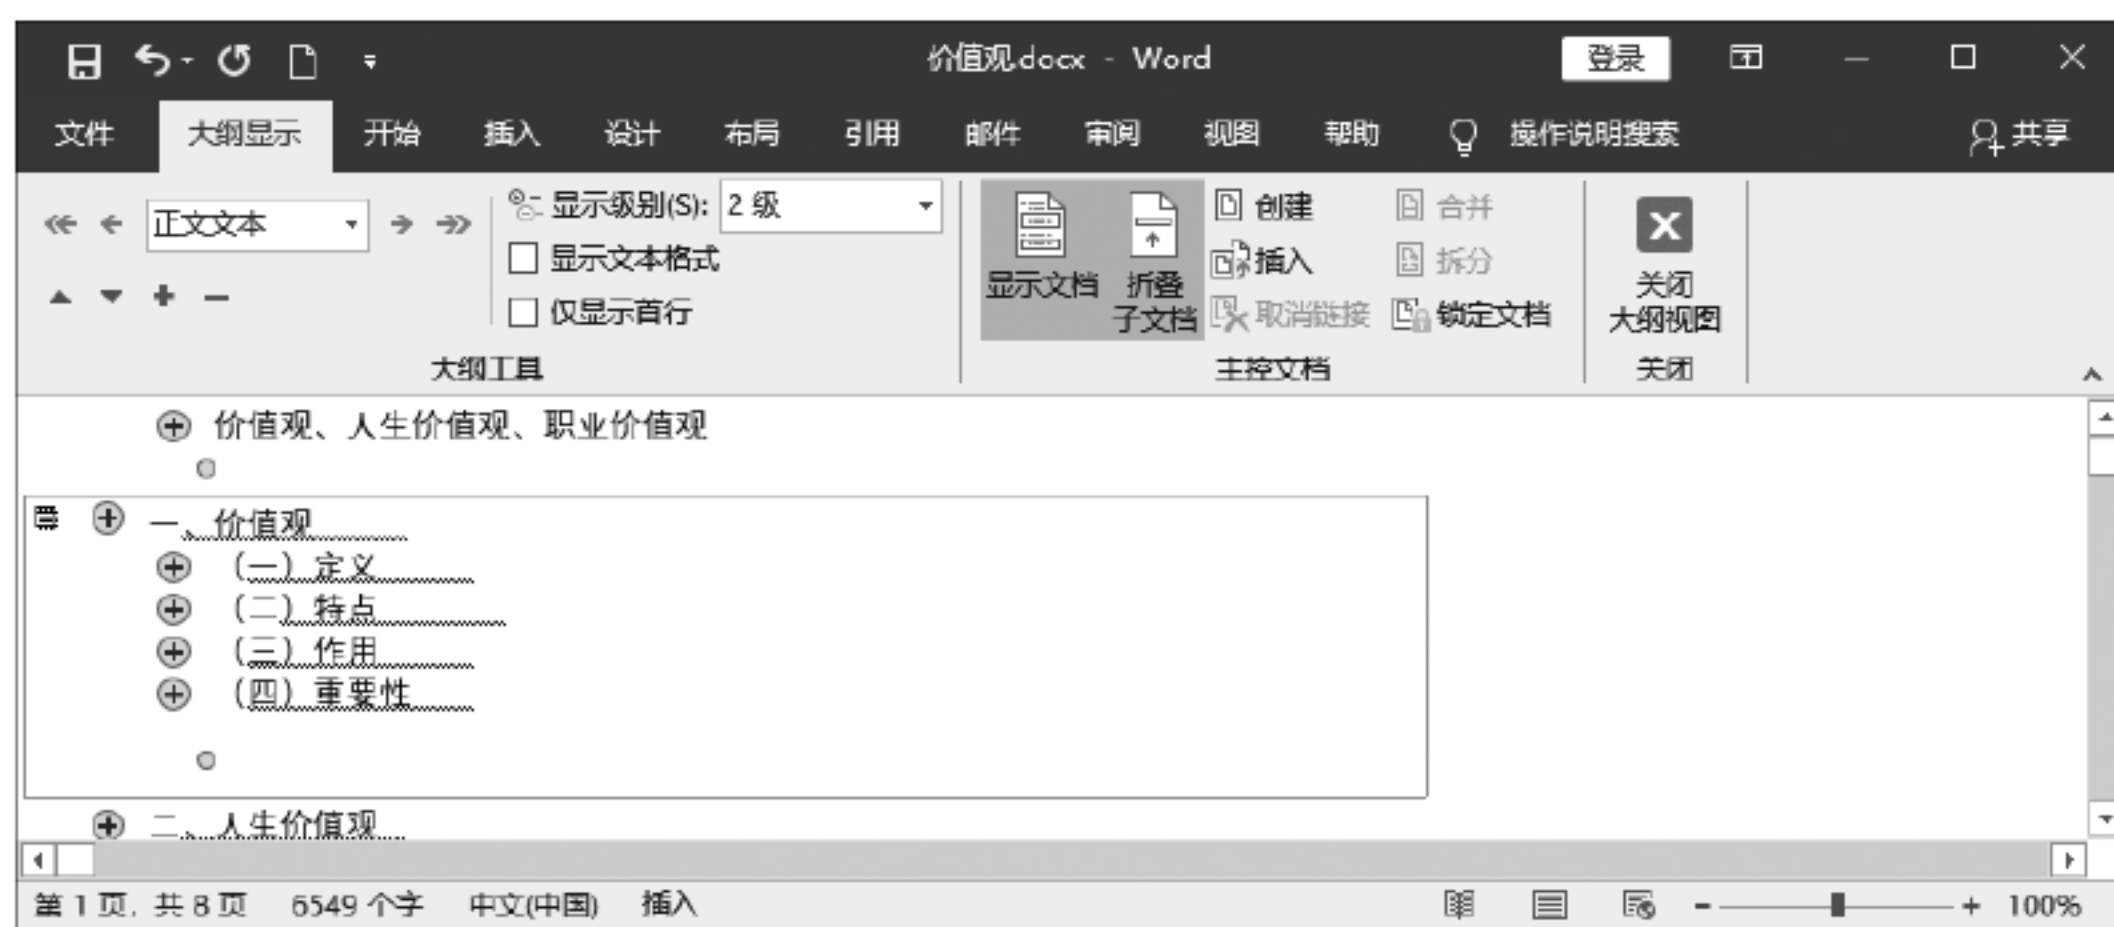 价值观.docx - Word
登录
文件 大纲显示 开始 插入 设计 布局 引用 邮件 审阅 视图 帮助 操作说明搜索 共享
正文文本 显示级别(S): 2 级 创建 合并
显示文本格式 插入 拆分
显示文档 折叠子文档 关闭大纲视图
仅显示首行 取消链接 锁定文档
大纲工具 主控文档 关闭
价值观、人生价值观、职业价值观
一、价值观
(一) 定义
(二) 特点
(三) 作用
(四) 重要性
二、人生价值观
第 1 页, 共 8 页 6549 个字 中文(中国) 插入 100%